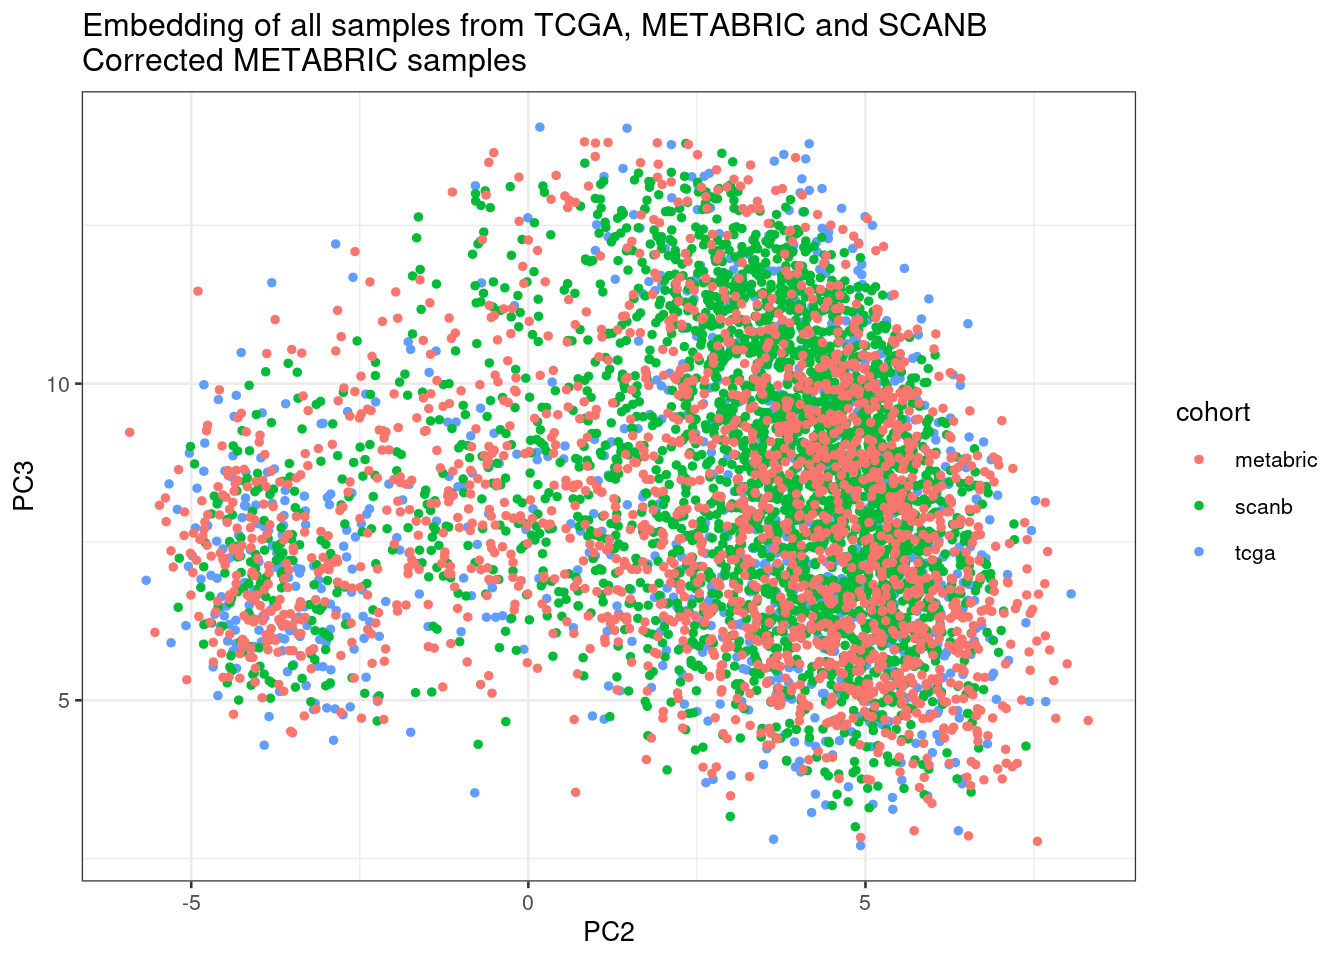 Embedding of all samples from TCGA, METABRIC and SCANB
Corrected METABRIC samples
10
5
PC3
-5
0
5
PC2
cohort
metabric
scanb
tcga